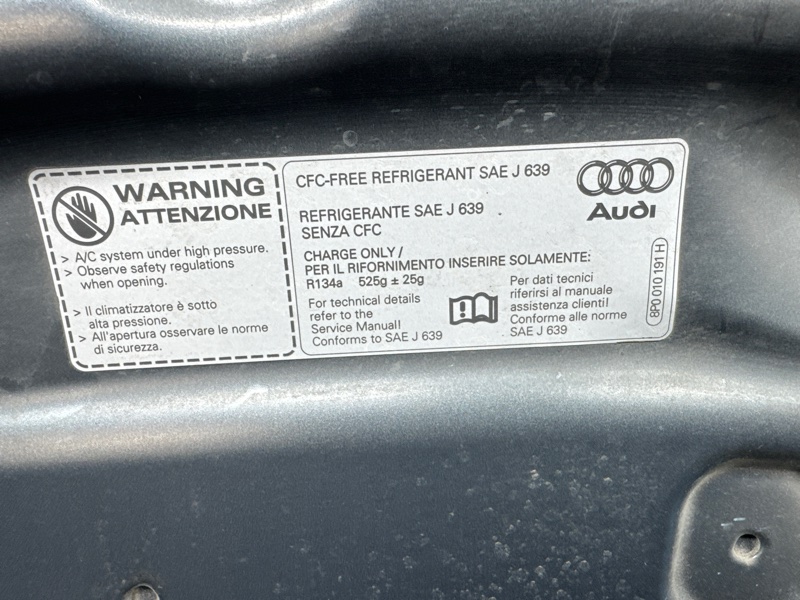 WARNING
ATTENZIONE
> A/C system under high pressure.
> Observe safety regulations
when opening.
> Il climatizzatore è sotto
alta pressione.
> All'apertura osservare le norme
di sicurezza.
CFC-FREE REFRIGERANT SAE J 639
REFRIGERANTE SAE J 639
SENZA CFC
CHARGE ONLY /
PER IL RIFORNIMENTO INSERIRE SOLAMENTE:
R134a 525g ± 25g
For technical details
refer to the
Service Manual!
Conforms to SAE J 639
Per dati tecnici
riferirsi al manuale
assistenza clienti!
Conforme alle norme
SAE J 639
Audi
8P0 010 191 H